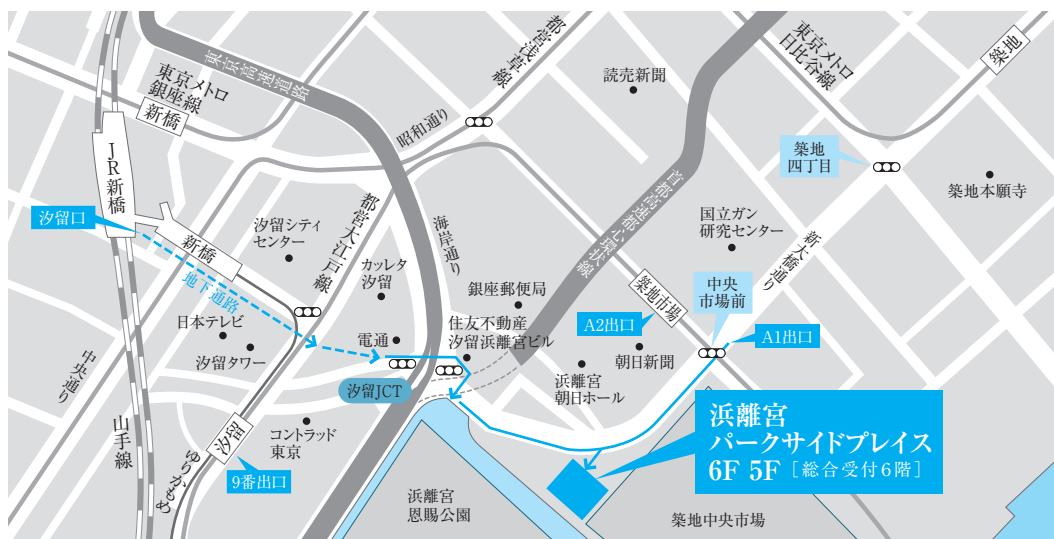 東京高速道路
都営浅草線
読売新聞
東京メトロ
日比谷線
築地
東京メトロ
銀座線
新橋
昭和通り
築地
四丁目
築地本願寺
JR新橋
首都高速都心環状線
汐留口
新橋
汐留シティ
センター
都営大江戸線
海岸通り
国立ガン
研究センター
新大橋通り
地下通路
カッレタ
汐留
銀座郵便局
築地市場
中央
市場前
日本テレビ
汐留タワー
電通
住友不動産
汐留浜離宮ビル
A2出口
A1出口
朝日新聞
浜離宮
朝日ホール
中央通り
汐留JCT
山手線
汐留
コントラッド
東京
ゆりかもめ
9番出口
浜離宮
パークサイドプレイス
6F 5F［総合受付6階］
浜離宮
恩賜公園
築地中央市場